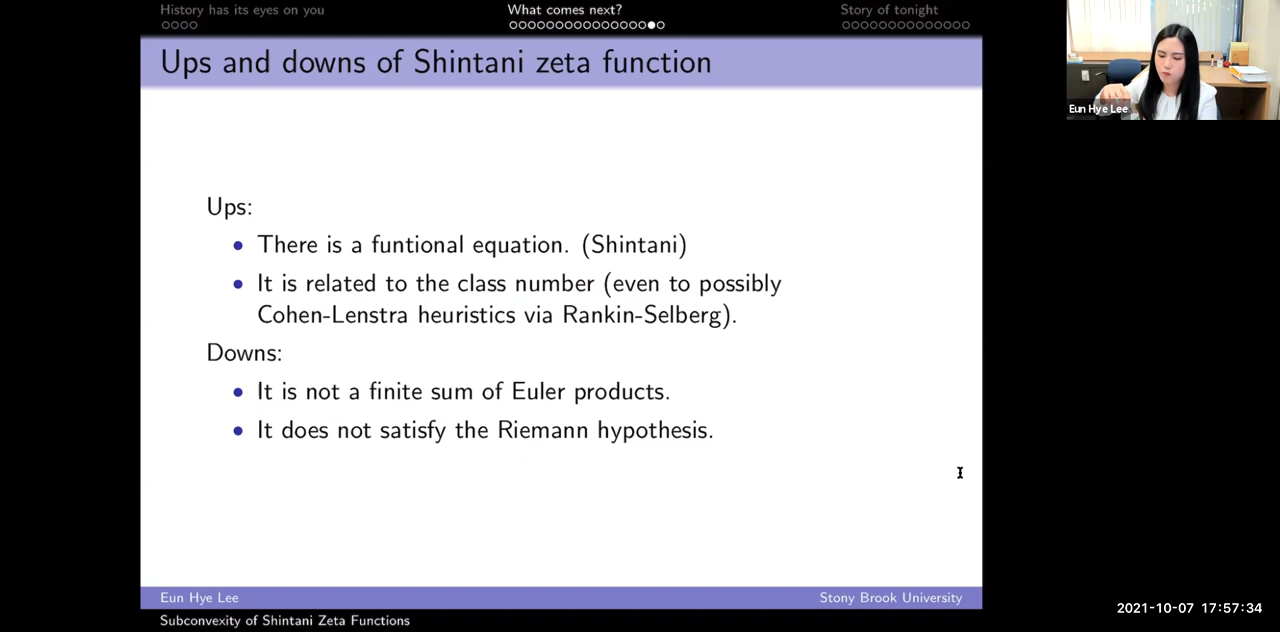 History has its eyes on you
What comes next?
Story of tonight
Ups and downs of Shintani zeta function
Eun Hye Lee
Ups:
• There is a funtional equation. (Shintani)
• It is related to the class number (even to possibly
Cohen-Lenstra heuristics via Rankin-Selberg).
Downs:
• It is not a finite sum of Euler products.
• It does not satisfy the Riemann hypothesis.
Eun Hye Lee
Stony Brook University
Subconvexity of Shintani Zeta Functions
2021-10-07 17:57:34